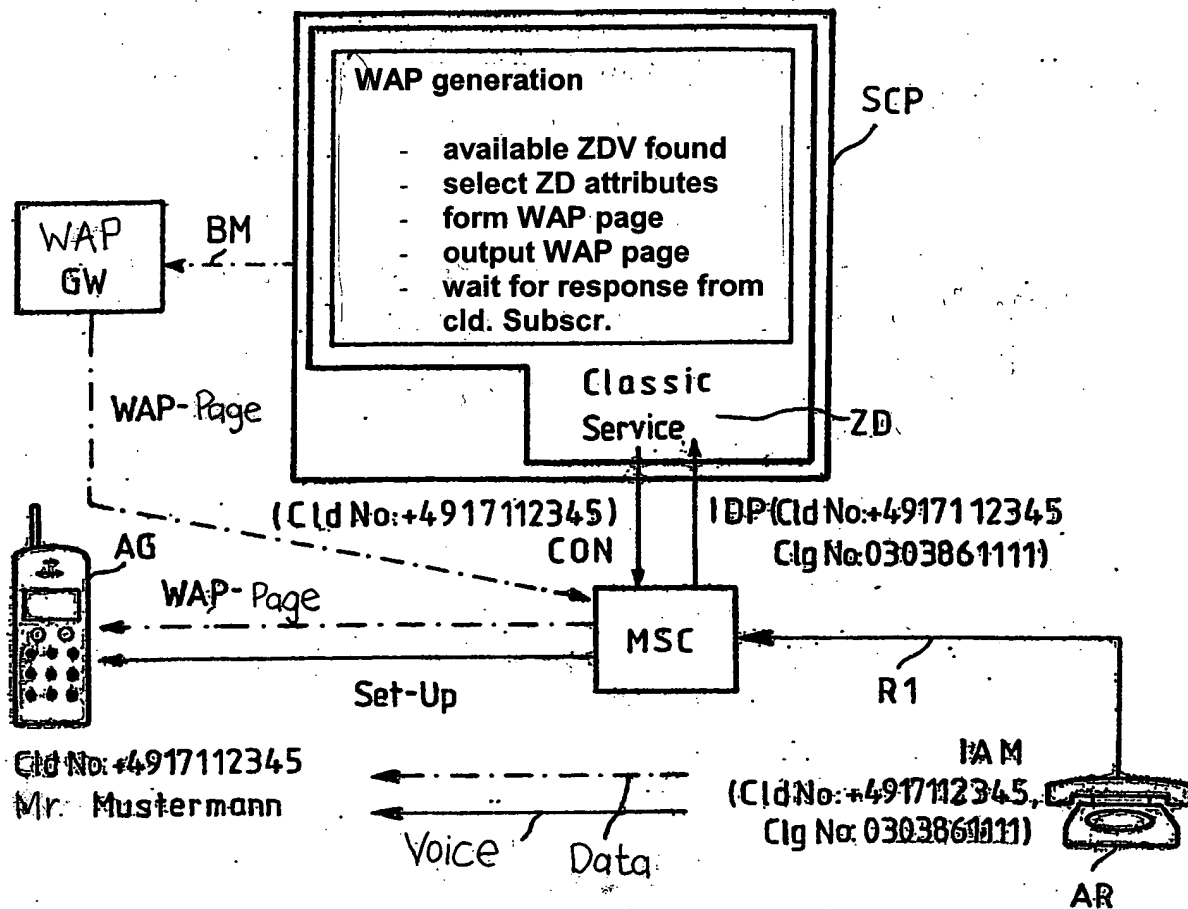 WAP generation
- available ZDV found
- select ZD attributes
- form WAP page
- output WAP page
- wait for response from
cld. Subscr.
SCP
WAP
GW
BM
Classic
Service
ZD
WAP-Page
(Cld No:+4917112345)
CON
IDP(Cld No:+4917112345
Clg No:0303861111)
AG
WAP-Page
MSC
Set-Up
R1
Cld No:+4917112345
Mr. Mustermann
IAM
(Cld No:+4917112345,
Clg No:0303861111)
Voice
Data
AR